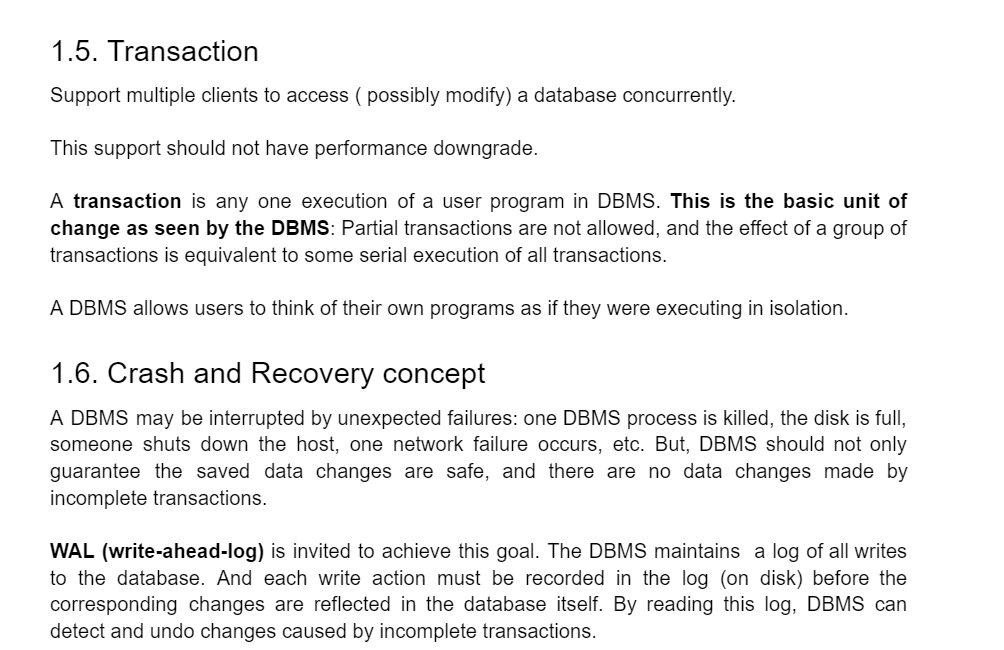 1.5. Transaction
Support multiple clients to access ( possibly modify) a database concurrently.
This support should not have performance downgrade.
A transaction is any one execution of a user program in DBMS. This is the basic unit of
change as seen by the DBMS: Partial transactions are not allowed, and the effect of a group of
transactions is equivalent to some serial execution of all transactions.
A DBMS allows users to think of their own programs as if they were executing in isolation.
1.6. Crash and Recovery concept
A DBMS may be interrupted by unexpected failures: one DBMS process is killed, the disk is full,
someone shuts down the host, one network failure occurs, etc. But, DBMS should not only
guarantee the saved data changes are safe, and there are no data changes made by
incomplete transactions.
WAL (write-ahead-log) is invited to achieve this goal. The DBMS maintains  a log of all writes
to the database. And each write action must be recorded in the log (on disk) before the
corresponding changes are reflected in the database itself. By reading this log, DBMS can
detect and undo changes caused by incomplete transactions.